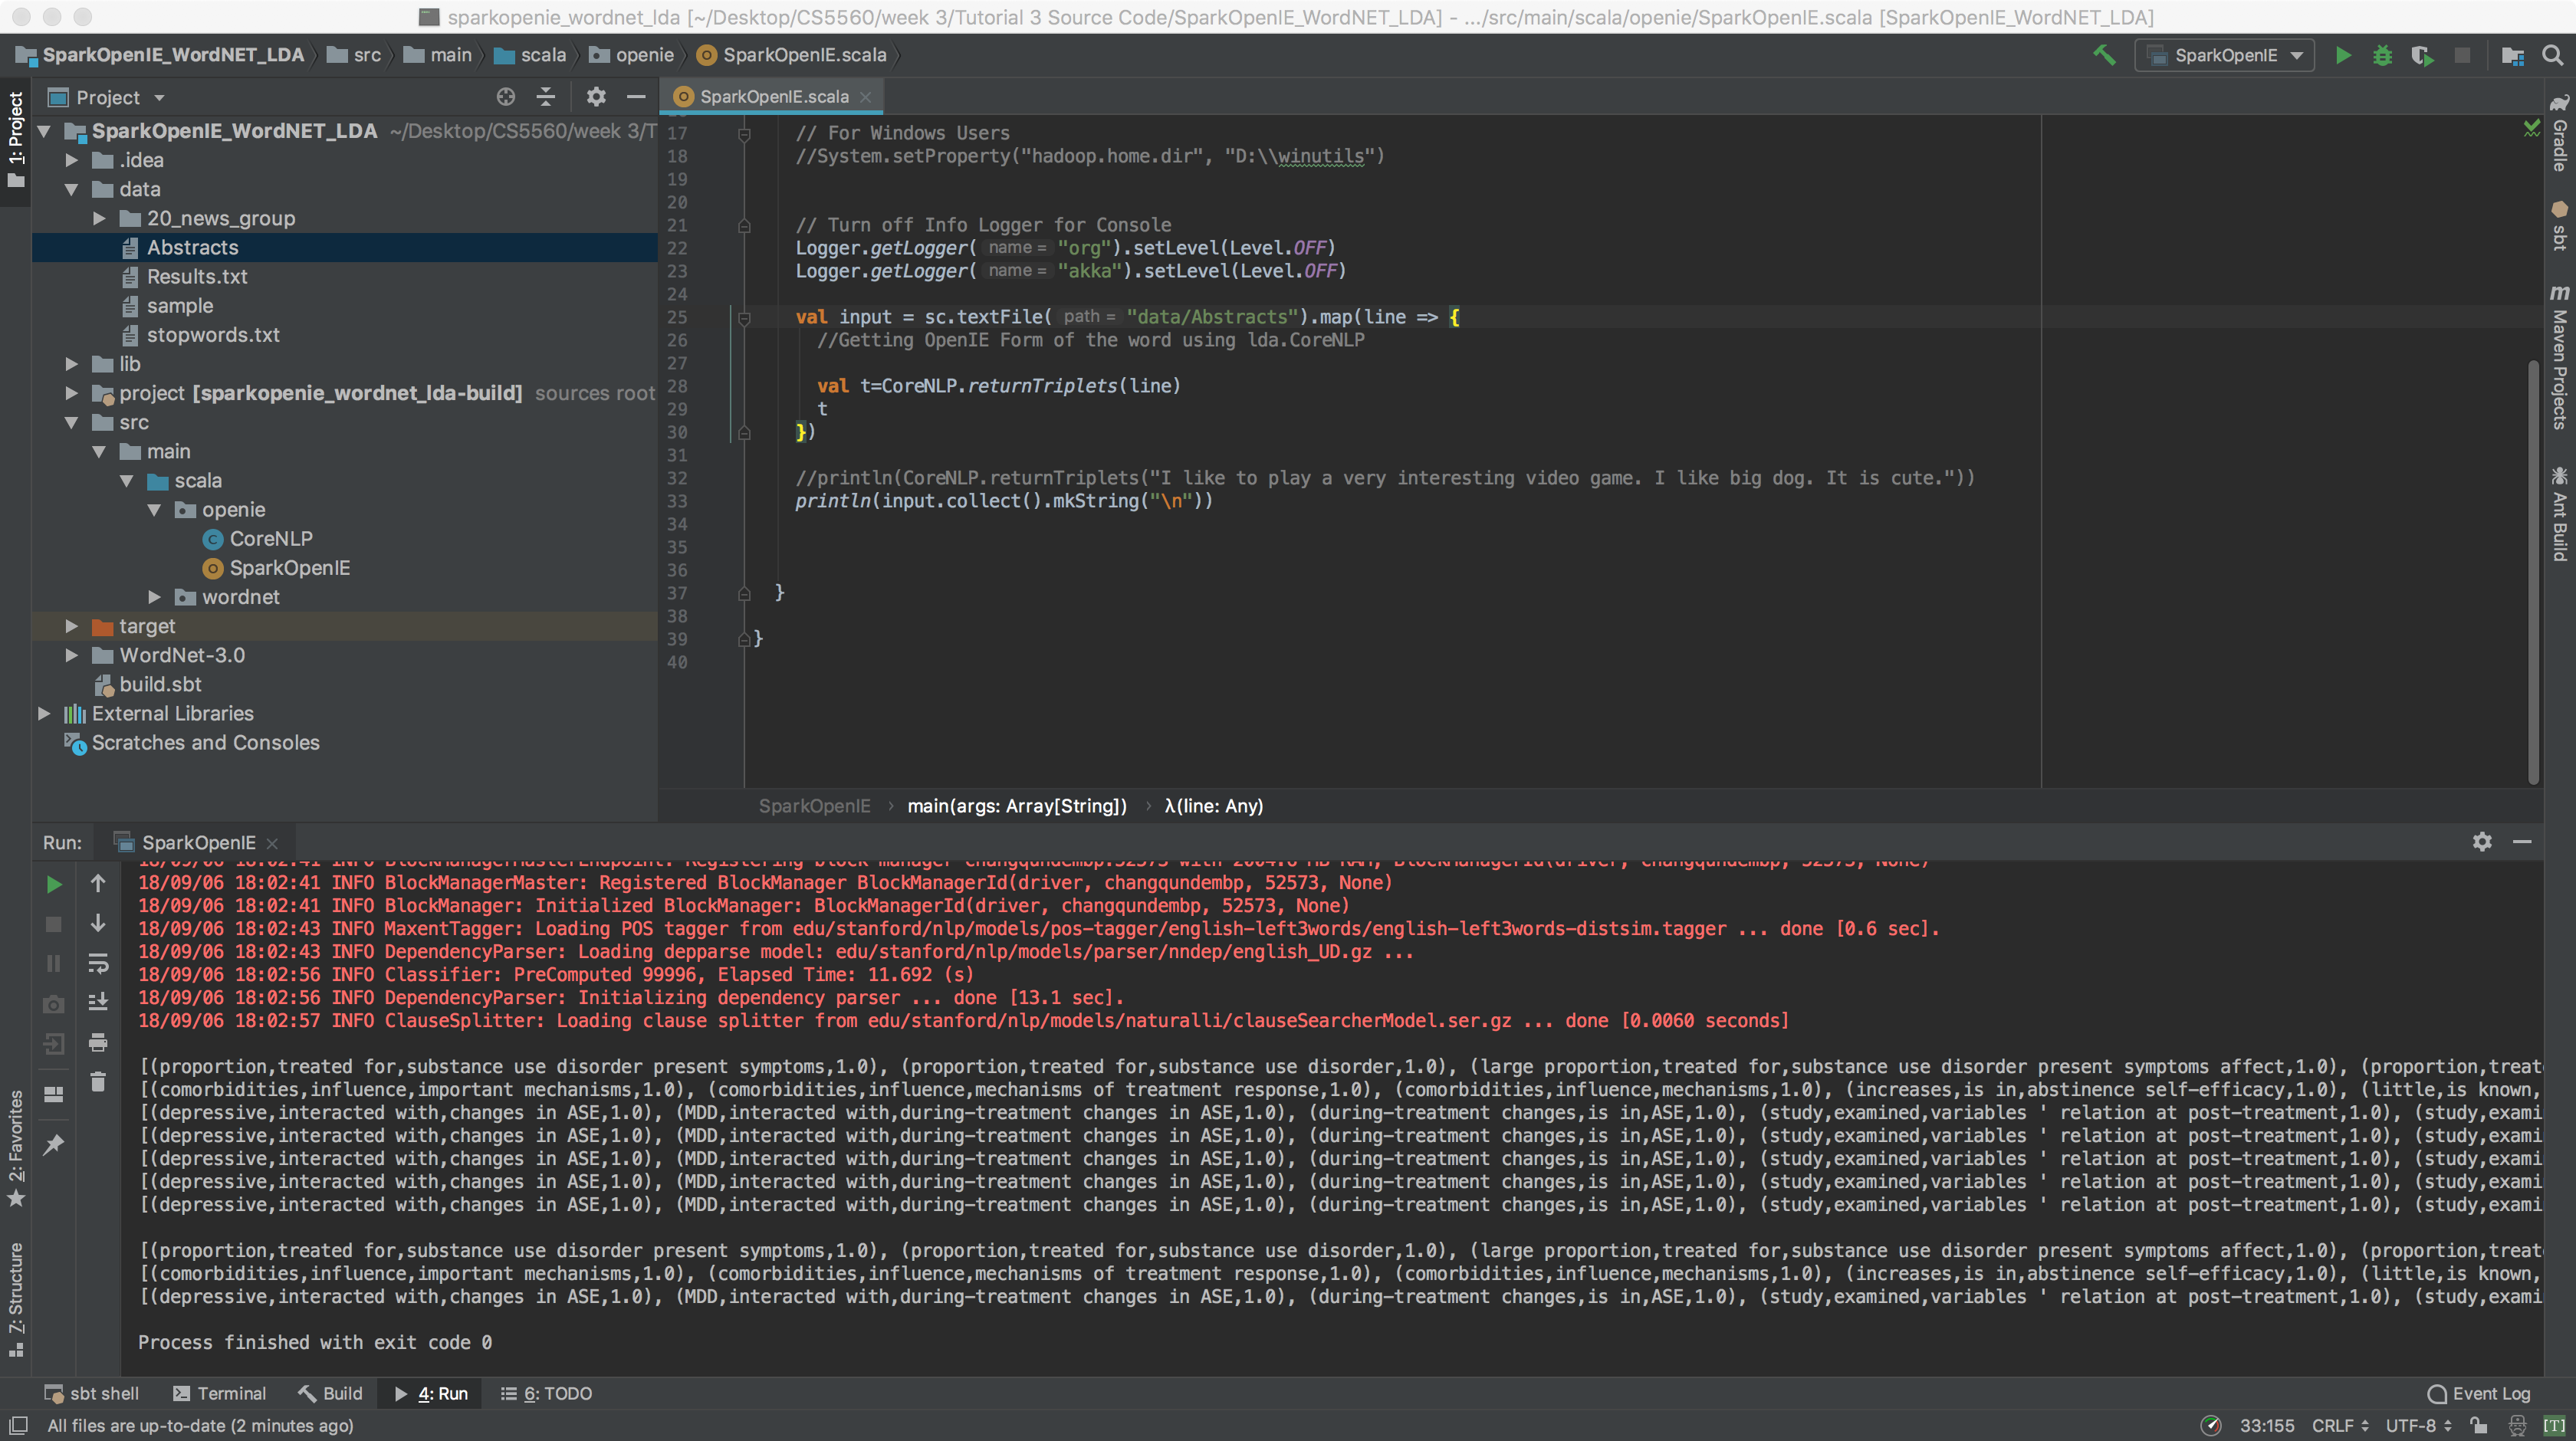 sparkopenie_wordnet_lda [~/Desktop/CS5560/week 3/Tutorial 3 Source Code/SparkOpenIE_WordNET_LDA] - .../src/main/scala/openie/SparkOpenIE.scala [SparkOpenIE_WordNET_LDA]
SparkOpenIE_WordNET_LDA src main scala openie SparkOpenIE.scala SparkOpenIE
Project
SparkOpenIE.scala
1: Project
SparkOpenIE_WordNET_LDA ~/Desktop/CS5560/week 3/T
.idea
data
20_news_group
Abstracts
Results.txt
sample
stopwords.txt
lib
project [sparkopenie_wordnet_lda-build] sources root
src
main
scala
openie
CoreNLP
SparkOpenIE
wordnet
target
WordNet-3.0
build.sbt
External Libraries
Scratches and Consoles
17 // For Windows Users
18 //System.setProperty("hadoop.home.dir", "D:\\winutils")
19
20
21 // Turn off Info Logger for Console
22 Logger.getLogger( name = "org").setLevel(Level.OFF)
23 Logger.getLogger( name = "akka").setLevel(Level.OFF)
24
25 val input = sc.textFile( path = "data/Abstracts").map(line => {
26 //Getting OpenIE Form of the word using lda.CoreNLP
27
28 val t=CoreNLP.returnTriplets(line)
29 t
30 })
31
32 //println(CoreNLP.returnTriplets("I like to play a very interesting video game. I like big dog. It is cute."))
33 println(input.collect().mkString("\n"))
34
35
36
37 }
38
39 }
40
SparkOpenIE › main(args: Array[String]) › λ(line: Any)
Gradle
sbt
Maven Projects
Ant Build
Run: SparkOpenIE
18/09/06 18:02:41 INFO BlockManagerMasterEndpoint: Registering block manager changqundembp:52573 with 2004.6 MB RAM, BlockManagerId(driver, changqundembp, 52573, None)
18/09/06 18:02:41 INFO BlockManagerMaster: Registered BlockManager BlockManagerId(driver, changqundembp, 52573, None)
18/09/06 18:02:41 INFO BlockManager: Initialized BlockManager: BlockManagerId(driver, changqundembp, 52573, None)
18/09/06 18:02:43 INFO MaxentTagger: Loading POS tagger from edu/stanford/nlp/models/pos-tagger/english-left3words/english-left3words-distsim.tagger ... done [0.6 sec].
18/09/06 18:02:43 INFO DependencyParser: Loading depparse model: edu/stanford/nlp/models/parser/nndep/english_UD.gz ...
18/09/06 18:02:56 INFO Classifier: PreComputed 99996, Elapsed Time: 11.692 (s)
18/09/06 18:02:56 INFO DependencyParser: Initializing dependency parser ... done [13.1 sec].
18/09/06 18:02:57 INFO ClauseSplitter: Loading clause splitter from edu/stanford/nlp/models/naturalli/clauseSearcherModel.ser.gz ... done [0.0060 seconds]
[(proportion,treated for,substance use disorder present symptoms,1.0), (proportion,treated for,substance use disorder,1.0), (large proportion,treated for,substance use disorder present symptoms affect,1.0), (proportion,treat
[(comorbidities,influence,important mechanisms,1.0), (comorbidities,influence,mechanisms of treatment response,1.0), (comorbidities,influence,mechanisms,1.0), (increases,is in,abstinence self-efficacy,1.0), (little,is known,
[(depressive,interacted with,changes in ASE,1.0), (MDD,interacted with,during-treatment changes in ASE,1.0), (during-treatment changes,is in,ASE,1.0), (study,examined,variables ' relation at post-treatment,1.0), (study,exami
[(depressive,interacted with,changes in ASE,1.0), (MDD,interacted with,during-treatment changes in ASE,1.0), (during-treatment changes,is in,ASE,1.0), (study,examined,variables ' relation at post-treatment,1.0), (study,exami
[(depressive,interacted with,changes in ASE,1.0), (MDD,interacted with,during-treatment changes in ASE,1.0), (during-treatment changes,is in,ASE,1.0), (study,examined,variables ' relation at post-treatment,1.0), (study,exami
[(depressive,interacted with,changes in ASE,1.0), (MDD,interacted with,during-treatment changes in ASE,1.0), (during-treatment changes,is in,ASE,1.0), (study,examined,variables ' relation at post-treatment,1.0), (study,exami
[(depressive,interacted with,changes in ASE,1.0), (MDD,interacted with,during-treatment changes in ASE,1.0), (during-treatment changes,is in,ASE,1.0), (study,examined,variables ' relation at post-treatment,1.0), (study,exami
[(proportion,treated for,substance use disorder present symptoms,1.0), (proportion,treated for,substance use disorder,1.0), (large proportion,treated for,substance use disorder present symptoms affect,1.0), (proportion,treat
[(comorbidities,influence,important mechanisms,1.0), (comorbidities,influence,mechanisms of treatment response,1.0), (comorbidities,influence,mechanisms,1.0), (increases,is in,abstinence self-efficacy,1.0), (little,is known,
[(depressive,interacted with,changes in ASE,1.0), (MDD,interacted with,during-treatment changes in ASE,1.0), (during-treatment changes,is in,ASE,1.0), (study,examined,variables ' relation at post-treatment,1.0), (study,exami
Process finished with exit code 0
2: Favorites
Z: Structure
sbt shell Terminal Build 4: Run 6: TODO Event Log
All files are up-to-date (2 minutes ago) 33:155 CRLF UTF-8 [T]